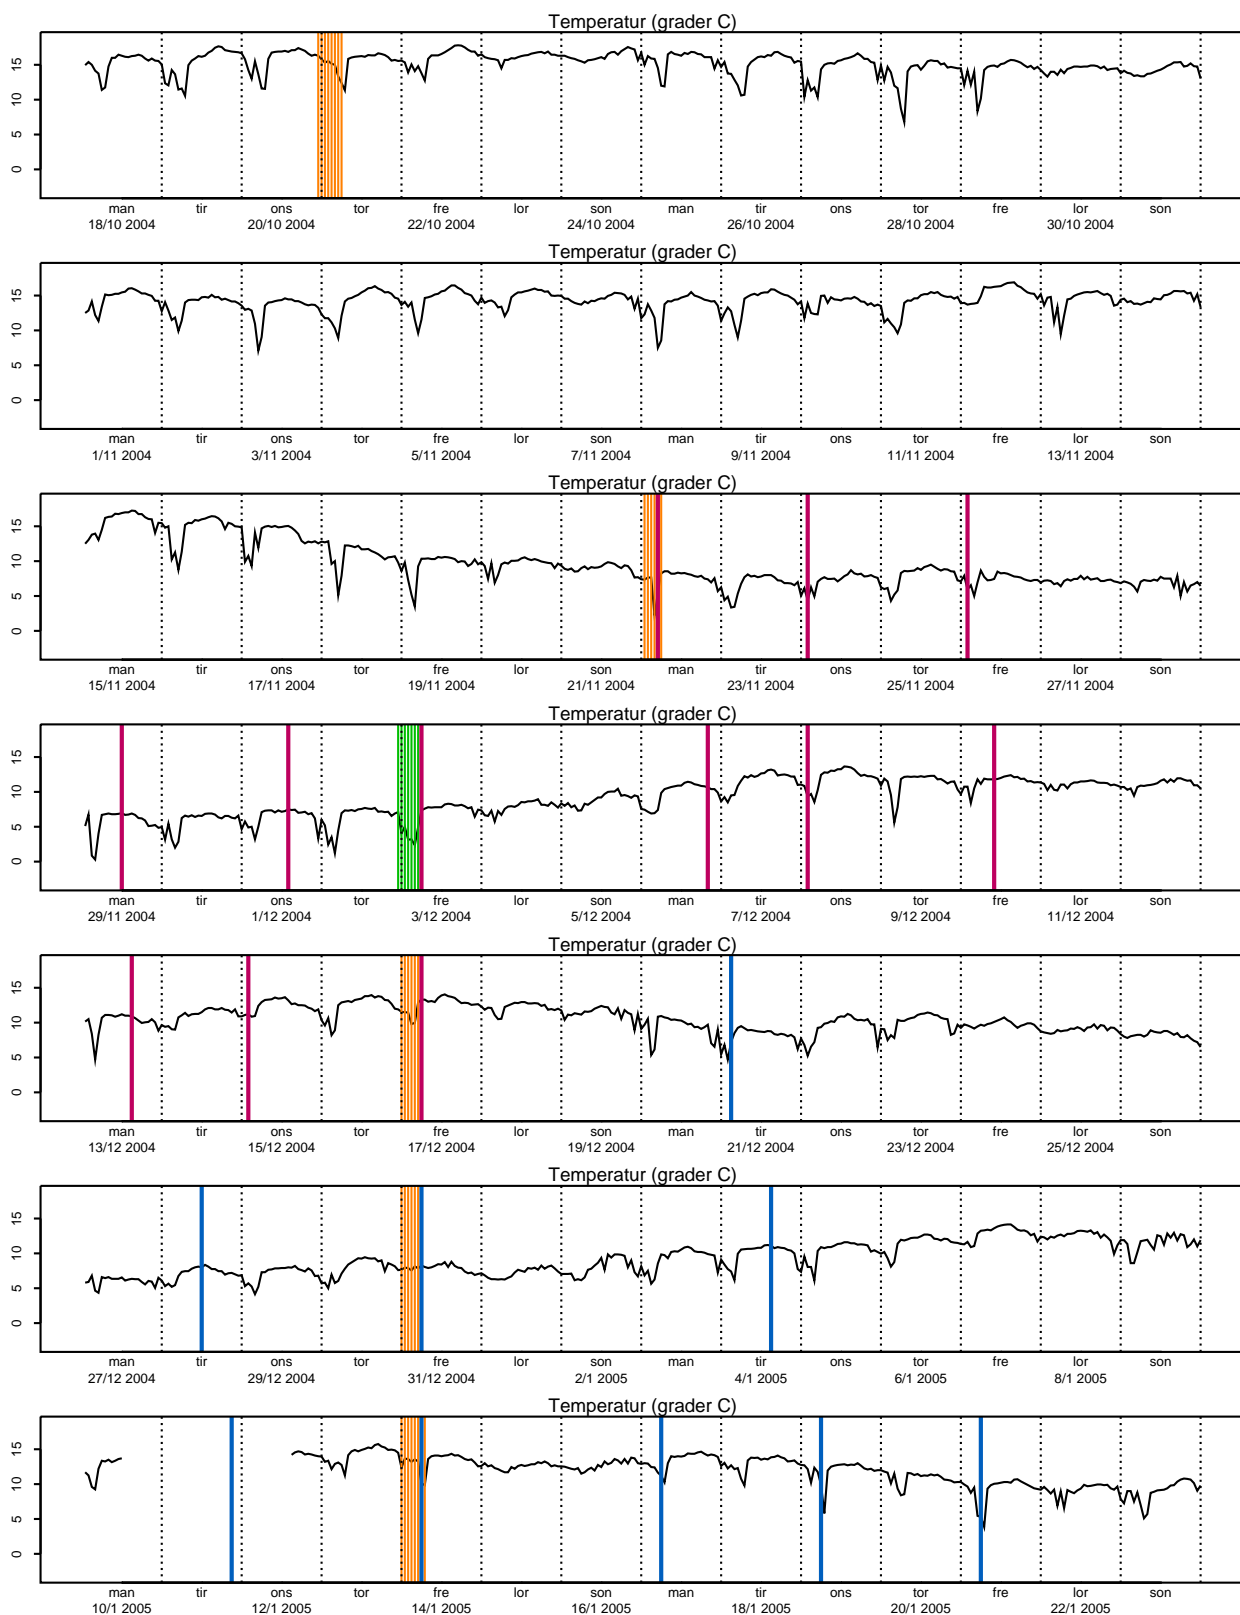 Temperatur (grader C)
15
10
5
0
man tir ons tor fre lor son man tir ons tor fre lor son
18/10 2004 20/10 2004 22/10 2004 24/10 2004 26/10 2004 28/10 2004 30/10 2004
Temperatur (grader C)
15
10
5
0
man tir ons tor fre lor son man tir ons tor fre lor son
1/11 2004 3/11 2004 5/11 2004 7/11 2004 9/11 2004 11/11 2004 13/11 2004
Temperatur (grader C)
15
10
5
0
man tir ons tor fre lor son man tir ons tor fre lor son
15/11 2004 17/11 2004 19/11 2004 21/11 2004 23/11 2004 25/11 2004 27/11 2004
Temperatur (grader C)
15
10
5
0
man tir ons tor fre lor son man tir ons tor fre lor son
29/11 2004 1/12 2004 3/12 2004 5/12 2004 7/12 2004 9/12 2004 11/12 2004
Temperatur (grader C)
15
10
5
0
man tir ons tor fre lor son man tir ons tor fre lor son
13/12 2004 15/12 2004 17/12 2004 19/12 2004 21/12 2004 23/12 2004 25/12 2004
Temperatur (grader C)
15
10
5
0
man tir ons tor fre lor son man tir ons tor fre lor son
27/12 2004 29/12 2004 31/12 2004 2/1 2005 4/1 2005 6/1 2005 8/1 2005
Temperatur (grader C)
15
10
5
0
man tir ons tor fre lor son man tir ons tor fre lor son
10/1 2005 12/1 2005 14/1 2005 16/1 2005 18/1 2005 20/1 2005 22/1 2005